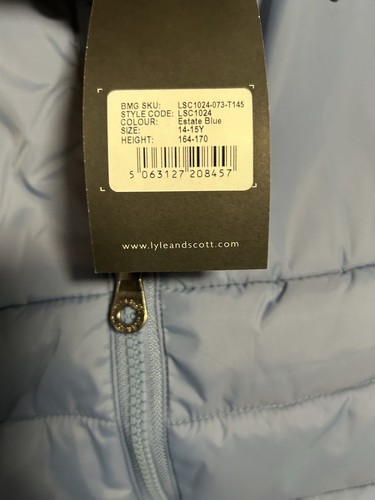 BMG SKU: LSC1024-073-T145
STYLE CODE: LSC1024
COLOUR: Estate Blue
SIZE: 14-15Y
HEIGHT: 164-170
5 063127 208457
www.lyleandscott.com